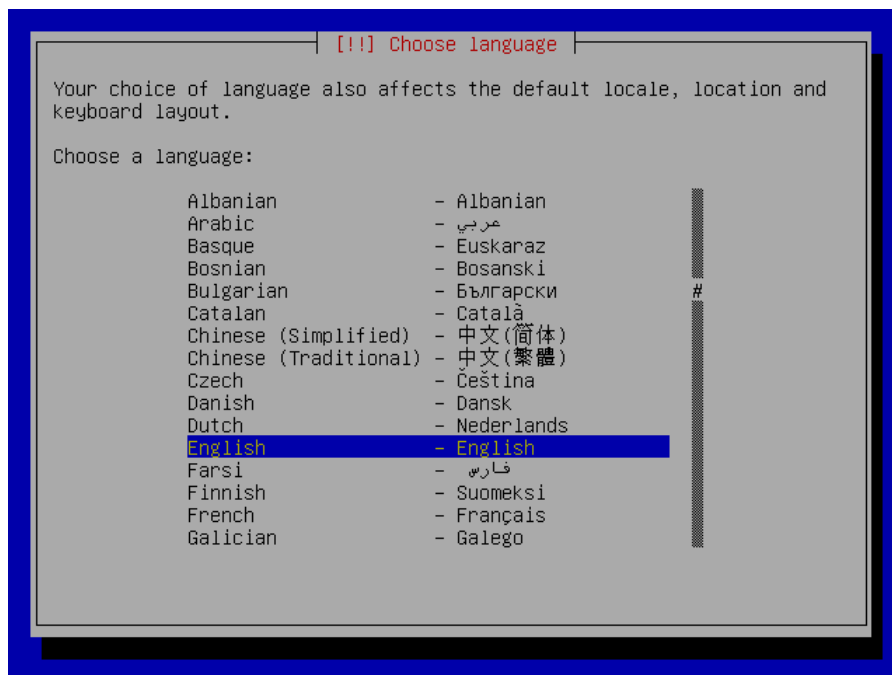 [!!] Choose language
Your choice of language also affects the default locale, location and
keyboard layout.
Choose a language:
Albanian - Albanian
Arabic - عربي
Basque - Euskaraz
Bosnian - Bosanski
Bulgarian - Български #
Catalan - Català
Chinese (Simplified) - 中文(简体)
Chinese (Traditional) - 中文(繁體)
Czech - Čeština
Danish - Dansk
Dutch - Nederlands
English - English
Farsi - فارس
Finnish - Suomeksi
French - Français
Galician - Galego